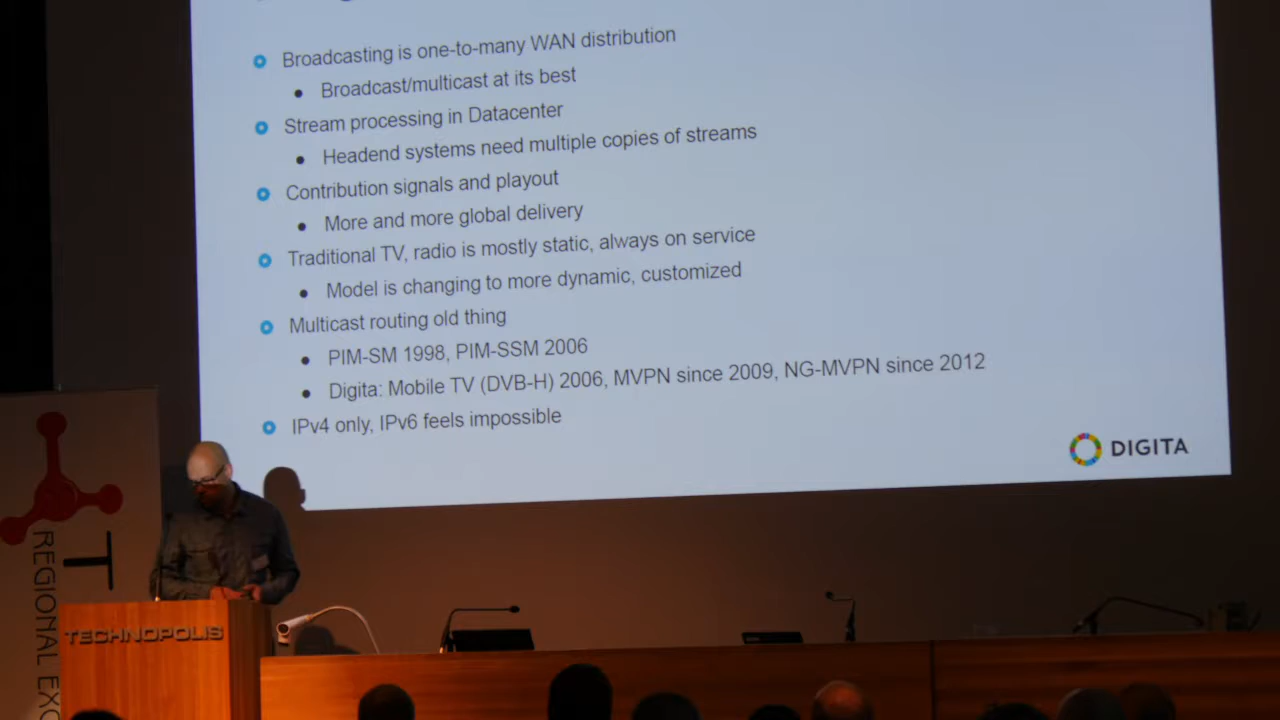 Broadcasting is one-to-many WAN distribution
Broadcast/multicast at its best
Stream processing in Datacenter
Headend systems need multiple copies of streams
Contribution signals and playout
More and more global delivery
Traditional TV, radio is mostly static, always on service
Model is changing to more dynamic, customized
Multicast routing old thing
PIM-SM 1998, PIM-SSM 2006
Digita: Mobile TV (DVB-H) 2006, MVPN since 2009, NG-MVPN since 2012
IPv4 only, IPv6 feels impossible
DIGITA
T
REGIONAL EXC
TECHNOPOLIS